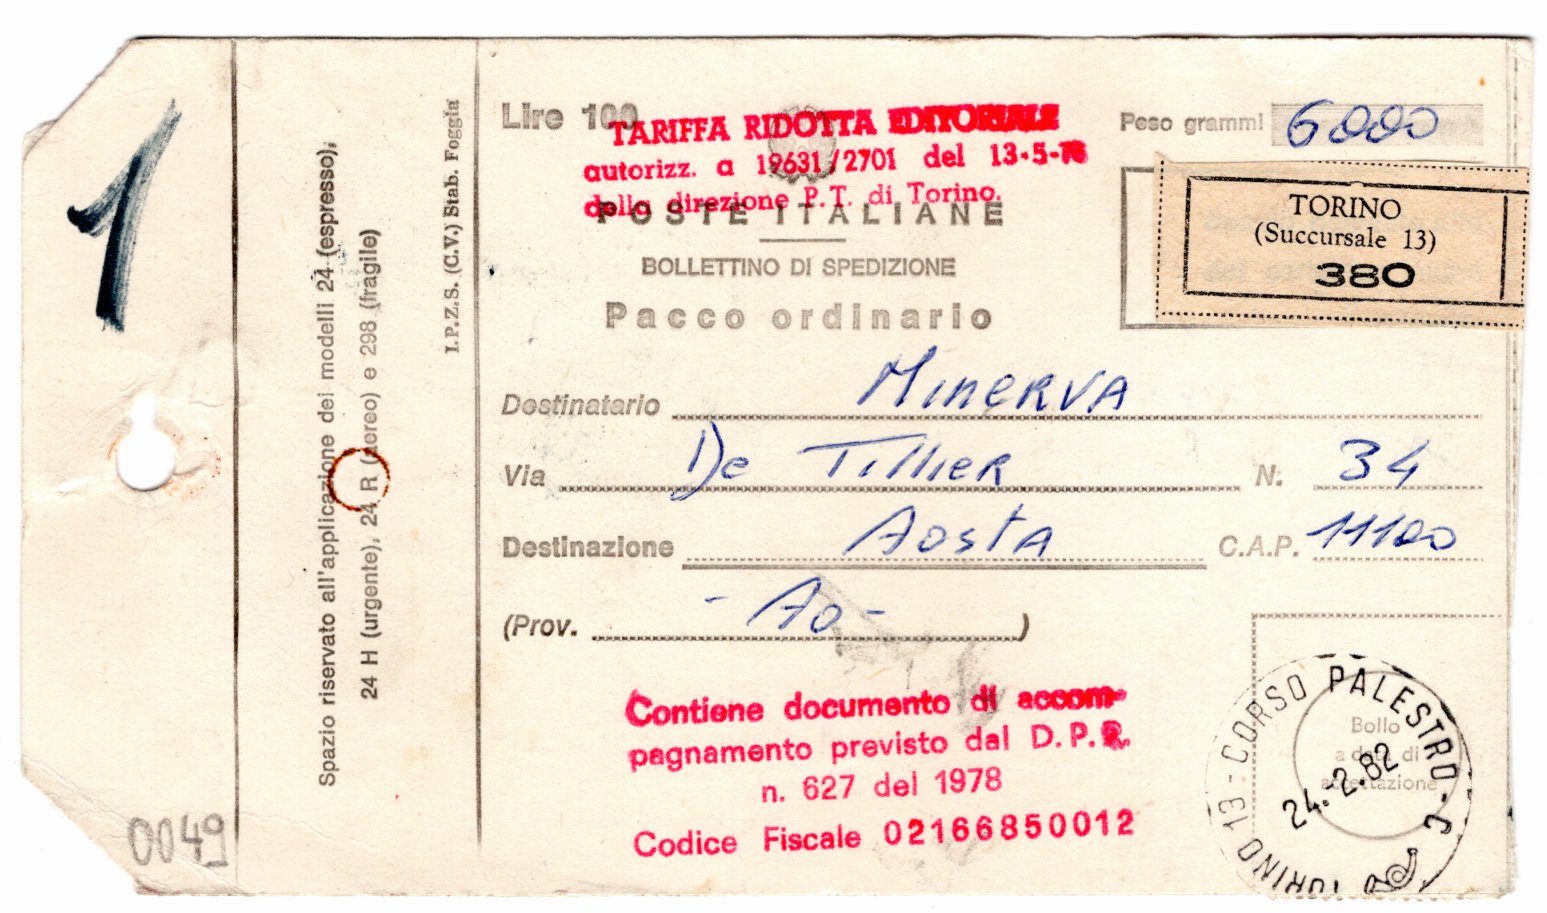 1
Spazio riservato all'applicazione dei modelli 24 (espresso),
24 H (urgente), 24 R (aereo) e 298 (fragile)
I.P.Z.S. (C.V.) Stab. Foggia
0049
Lire 100
TARIFFA RIDOTTA EDITORIALE
autorizz. a 19631/2701 del 13-5-78
della direzione P.T. di Torino.
POSTE ITALIANE
BOLLETTINO DI SPEDIZIONE
Pacco ordinario
Peso grammi 6000
TORINO
(Succursale 13)
380
Destinatario MINERVA
Via De TILLIER N. 34
Destinazione AOSTA C.A.P. 11100
(Prov. - AO - )
Contiene documento di accom-
pagnamento previsto dal D.P.R.
n. 627 del 1978
Codice Fiscale 02166850012
Bollo
a data di
accettazione
TORINO 13 - CORSO PALESTRO - C
24.2.82